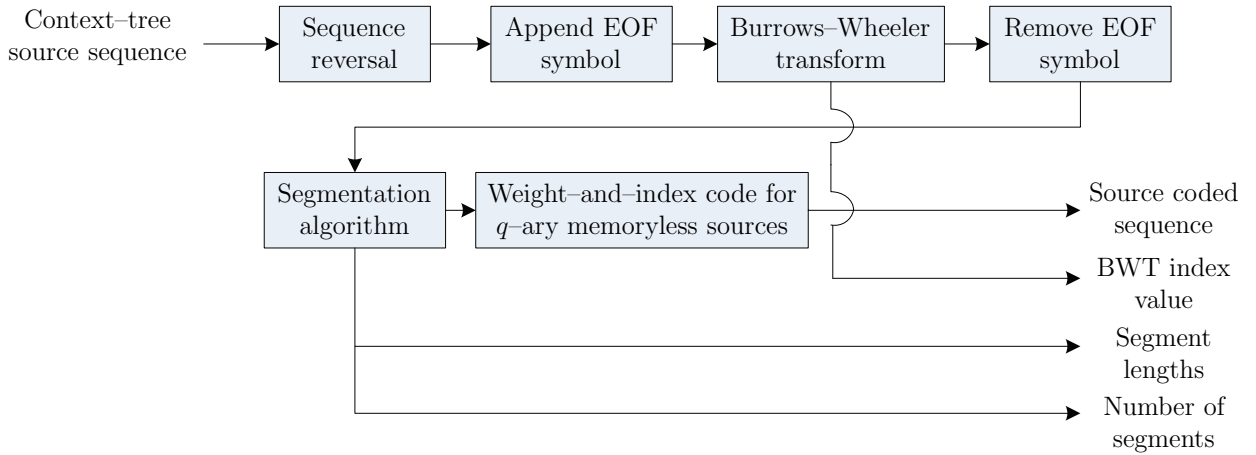 Context–tree
source sequence
Sequence
reversal
Append EOF
symbol
Burrows–Wheeler
transform
Remove EOF
symbol
Segmentation
algorithm
Weight–and–index code for
q–ary memoryless sources
Source coded
sequence
BWT index
value
Segment
lengths
Number of
segments